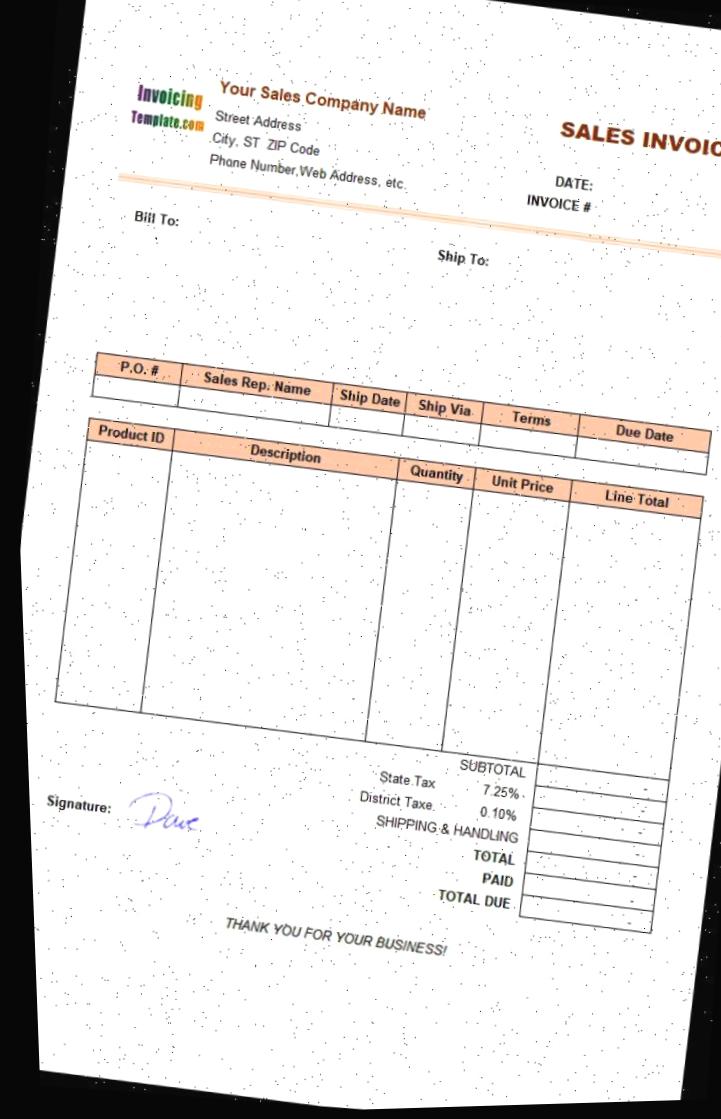 Invoicing
Template.com
Your Sales Company Name
Street Address
City, ST  ZIP Code
Phone Number,Web Address, etc.
SALES INVOIC
DATE:
INVOICE #
Bill To:
Ship To:
P.O. # Sales Rep. Name Ship Date Ship Via Terms Due Date
Product ID Description Quantity Unit Price Line Total
SUBTOTAL -
State Tax 7.25% -
District Taxe 0.10% -
SHIPPING & HANDLING -
TOTAL -
PAID -
TOTAL DUE -
Signature: Dave
THANK YOU FOR YOUR BUSINESS!